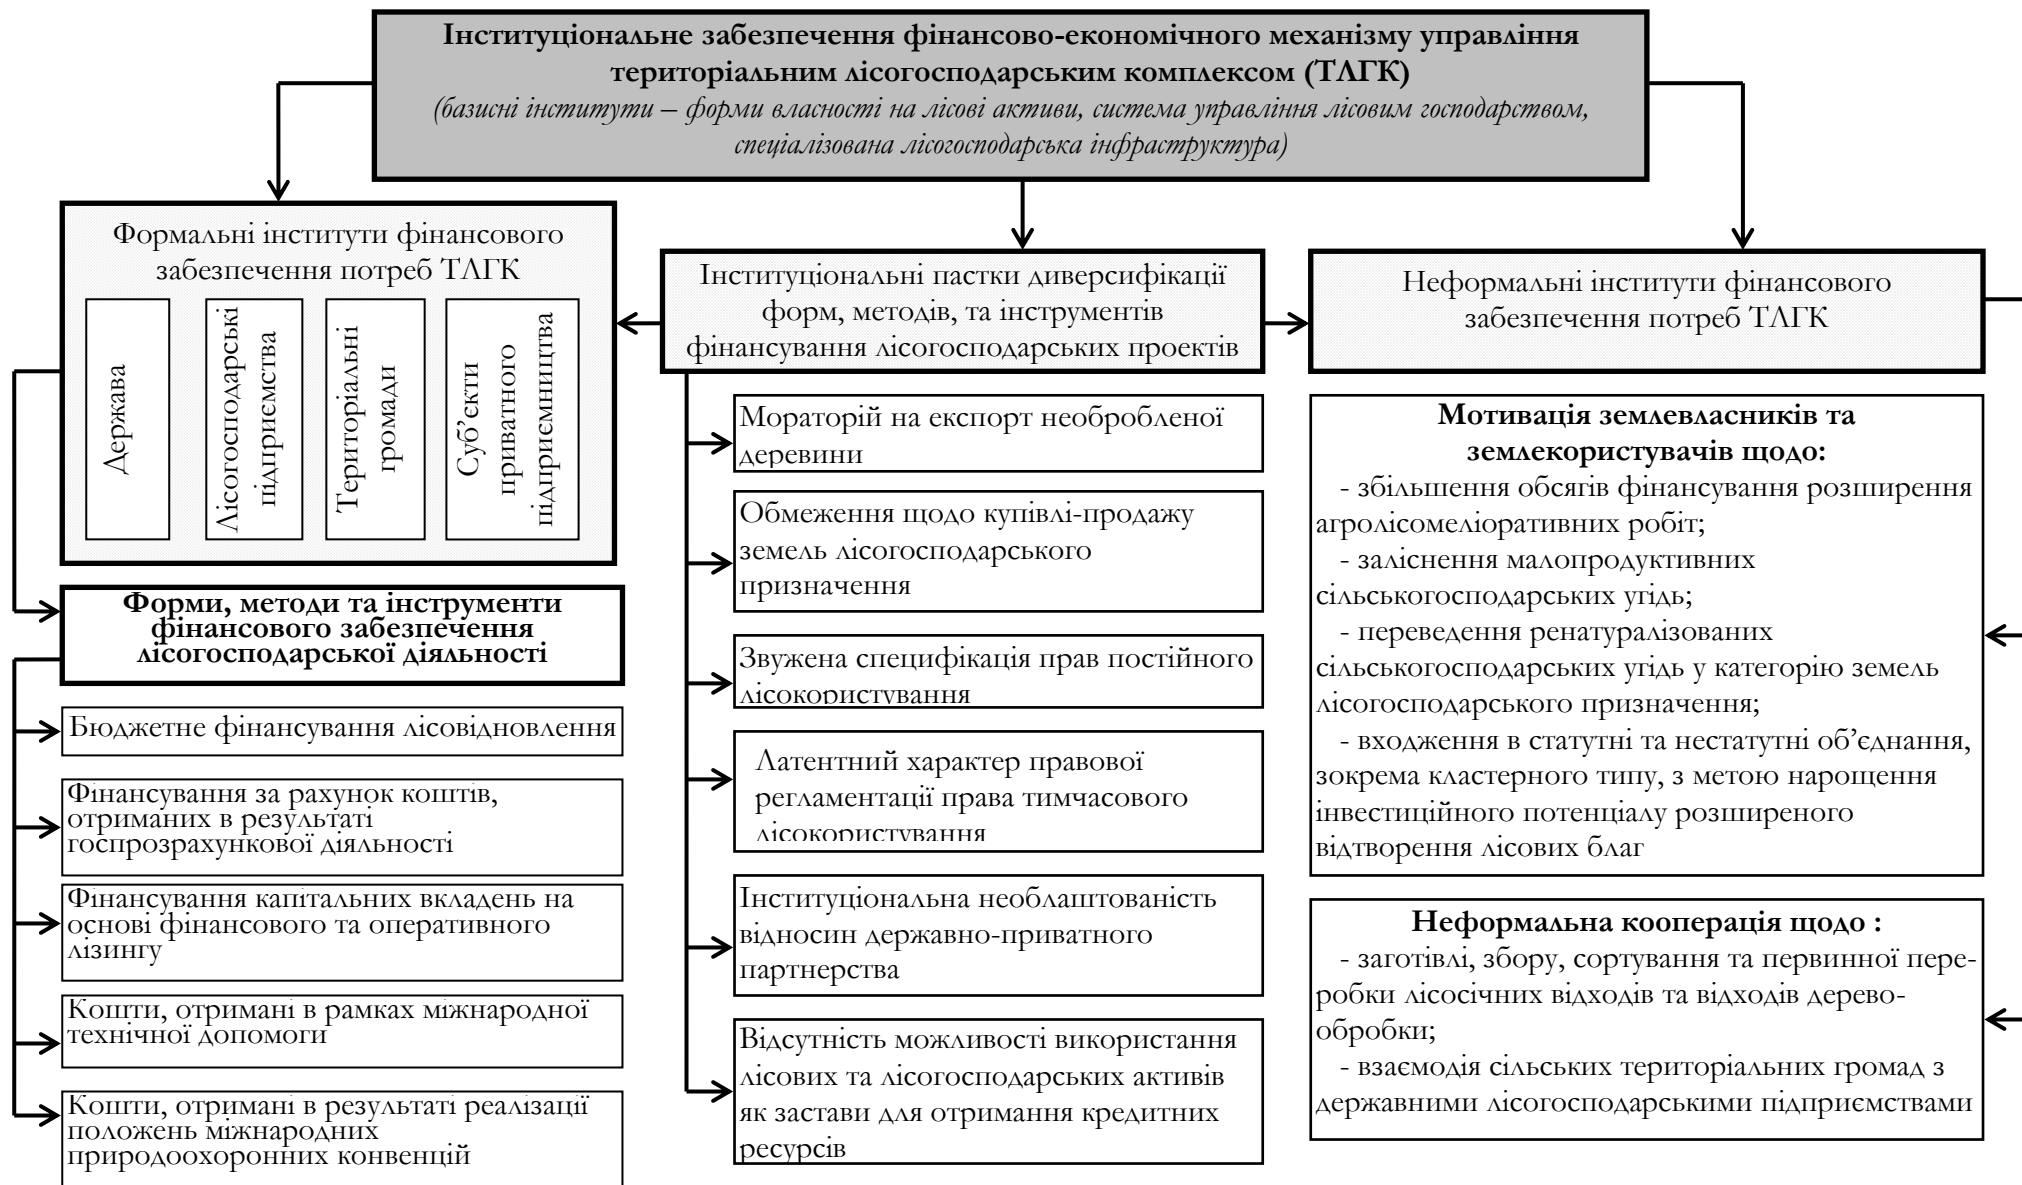 Інституціональне забезпечення фінансово-економічного механізму управління
територіальним лісогосподарським комплексом (ТЛГК)
(базисні інститути – форми власності на лісові активи, система управління лісовим господарством,
спеціалізована лісогосподарська інфраструктура)
Формальні інститути фінансового
забезпечення потреб ТЛГК
Держава
Лісогосподарські
підприємства
Територіальні
громади
Суб’єкти
приватного
підприємництва
Форми, методи та інструменти
фінансового забезпечення
лісогосподарської діяльності
Бюджетне фінансування лісовідновлення
Фінансування за рахунок коштів,
отриманих в результаті
госпрозрахункової діяльності
Фінансування капітальних вкладень на
основі фінансового та оперативного
лізингу
Кошти, отримані в рамках міжнародної
технічної допомоги
Кошти, отримані в результаті реалізації
положень міжнародних
природоохоронних конвенцій
Інституціональні пастки диверсифікації
форм, методів, та інструментів
фінансування лісогосподарських проектів
Мораторій на експорт необробленої
деревини
Обмеження щодо купівлі-продажу
земель лісогосподарського
призначення
Звужена специфікація прав постійного
лісокористування
Латентний характер правової
регламентації права тимчасового
лісокористування
Інституціональна необлаштованість
відносин державно-приватного
партнерства
Відсутність можливості використання
лісових та лісогосподарських активів
як застави для отримання кредитних
ресурсів
Неформальні інститути фінансового
забезпечення потреб ТЛГК
Мотивація землевласників та
землекористувачів щодо:
- збільшення обсягів фінансування розширення
агролісомеліоративних робіт;
- заліснення малопродуктивних
сільськогосподарських угідь;
- переведення ренатуралізованих
сільськогосподарських угідь у категорію земель
лісогосподарського призначення;
- входження в статутні та нестатутні об’єднання,
зокрема кластерного типу, з метою нарощення
інвестиційного потенціалу розширеного
відтворення лісових благ
Неформальна кооперація щодо :
- заготівлі, збору, сортування та первинної пере-
робки лісосічних відходів та відходів дерево-
обробки;
- взаємодія сільських територіальних громад з
державними лісогосподарськими підприємствами